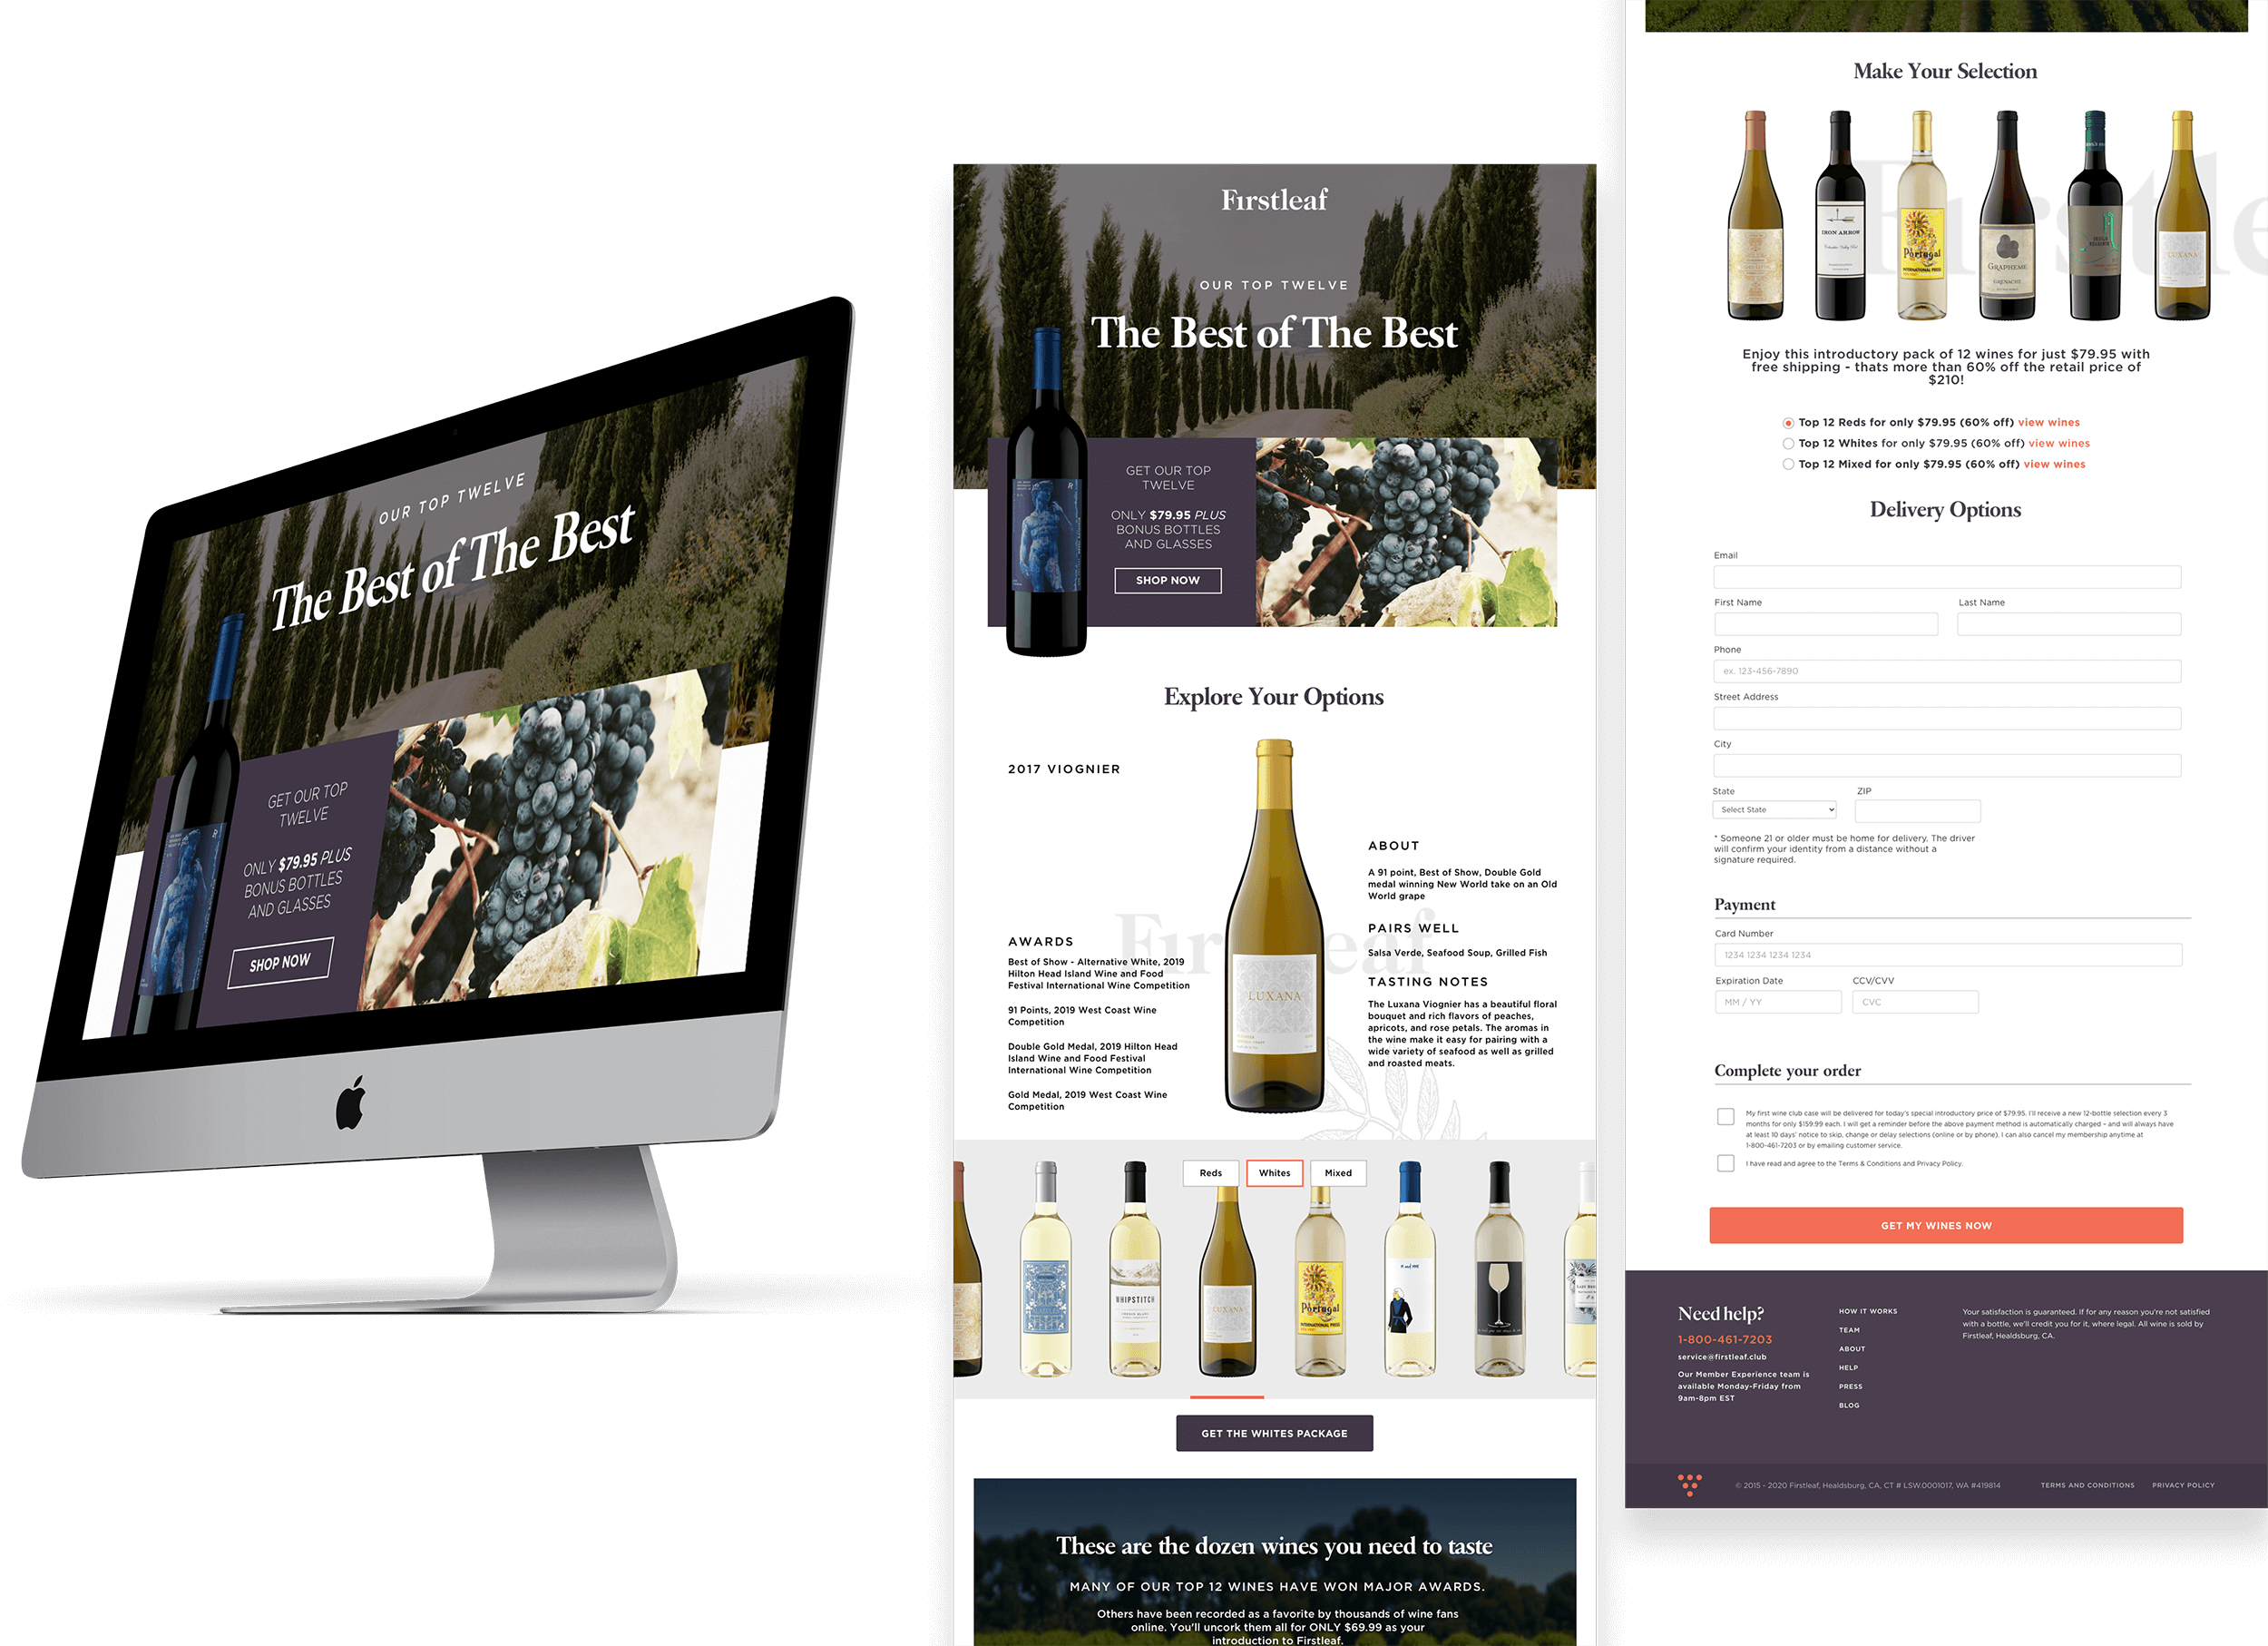 OUR TOP TWELVE
The Best of The Best
GET OUR TOP
TWELVE
ONLY $79.95 PLUS
BONUS BOTTLES
AND GLASSES
SHOP NOW
Firstleaf
OUR TOP TWELVE
The Best of The Best
GET OUR TOP
TWELVE
ONLY $79.95 PLUS
BONUS BOTTLES
AND GLASSES
SHOP NOW
Explore Your Options
2017 VIOGNIER
AWARDS
Best of Show - Alternative White, 2019
Hilton Head Island Wine and Food
Festival International Wine Competition
91 Points, 2019 West Coast Wine
Competition
Double Gold Medal, 2019 Hilton Head
Island Wine and Food Festival
International Wine Competition
Gold Medal, 2019 West Coast Wine
Competition
LUXANA
ABOUT
A 91 point, Best of Show, Double Gold
medal winning New World take on an Old
World grape
PAIRS WELL
Salsa Verde, Seafood Soup, Grilled Fish
TASTING NOTES
The Luxana Viognier has a beautiful floral
bouquet and rich flavors of peaches,
apricots, and rose petals. The aromas in
the wine make it easy for pairing with a
wide variety of seafood as well as grilled
and roasted meats.
Reds
Whites
Mixed
WHIPSTITCH
LUXANA
Portugal
INTERNATIONAL PRESS
GET THE WHITES PACKAGE
These are the dozen wines you need to taste
MANY OF OUR TOP 12 WINES HAVE WON MAJOR AWARDS.
Others have been recorded as a favorite by thousands of wine fans
online. You'll uncork them all for ONLY $69.99 as your
introduction to Firstleaf.
Make Your Selection
IRON ARROW
Portugal
INTERNATIONAL PRESS
GRAPHEME
GRENACHE
LUXANA
Enjoy this introductory pack of 12 wines for just $79.95 with
free shipping - thats more than 60% off the retail price of
$210!
Top 12 Reds for only $79.95 (60% off) view wines
Top 12 Whites for only $79.95 (60% off) view wines
Top 12 Mixed for only $79.95 (60% off) view wines
Delivery Options
Email
First Name
Last Name
Phone
ex. 123-456-7890
Street Address
City
State
ZIP
Select State
* Someone 21 or older must be home for delivery. The driver
will confirm your identity from a distance without a
signature required.
Payment
Card Number
1234 1234 1234 1234
Expiration Date
CCV/CVV
MM / YY
CVC
Complete your order
My first wine club case will be delivered for today's special introductory price of $79.95. I'll receive a new 12-bottle selection every 3
months for only $159.99 each. I will get a reminder before the above payment method is automatically charged - and will always have
at least 10 days' notice to skip, change or delay selections (online or by phone). I can also cancel my membership anytime at
1-800-461-7203 or by emailing customer service.
I have read and agree to the Terms & Conditions and Privacy Policy.
GET MY WINES NOW
Need help?
1-800-461-7203
service@firstleaf.club
Our Member Experience team is
available Monday-Friday from
9am-8pm EST
HOW IT WORKS
TEAM
ABOUT
HELP
PRESS
BLOG
Your satisfaction is guaranteed. If for any reason you're not satisfied
with a bottle, we'll credit you for it, where legal. All wine is sold by
Firstleaf, Healdsburg, CA.
© 2015 - 2020 Firstleaf, Healdsburg, CA, CT # LSW.0001017, WA #419814
TERMS AND CONDITIONS
PRIVACY POLICY